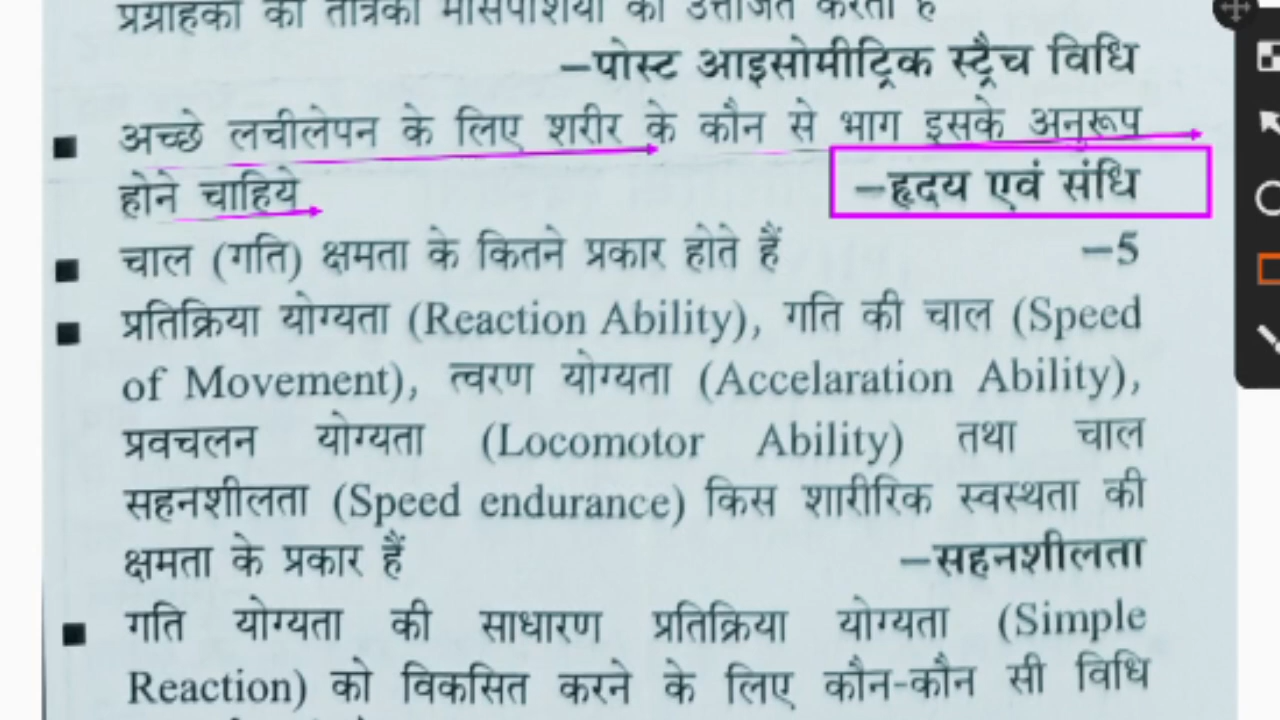 प्रग्राहकों की तंत्रिका मांसपेशियों को उत्तेजित करती है
–पोस्ट आइसोमीट्रिक स्ट्रैच विधि
■ अच्छे लचीलेपन के लिए शरीर के कौन से भाग इसके अनुरूप
होने चाहिये –हृदय एवं संधि
■ चाल (गति) क्षमता के कितने प्रकार होते हैं –5
■ प्रतिक्रिया योग्यता (Reaction Ability), गति की चाल (Speed
of Movement), त्वरण योग्यता (Accelaration Ability),
प्रवचलन योग्यता (Locomotor Ability) तथा चाल
सहनशीलता (Speed endurance) किस शारीरिक स्वस्थता की
क्षमता के प्रकार हैं –सहनशीलता
■ गति योग्यता की साधारण प्रतिक्रिया योग्यता (Simple
Reaction) को विकसित करने के लिए कौन-कौन सी विधि